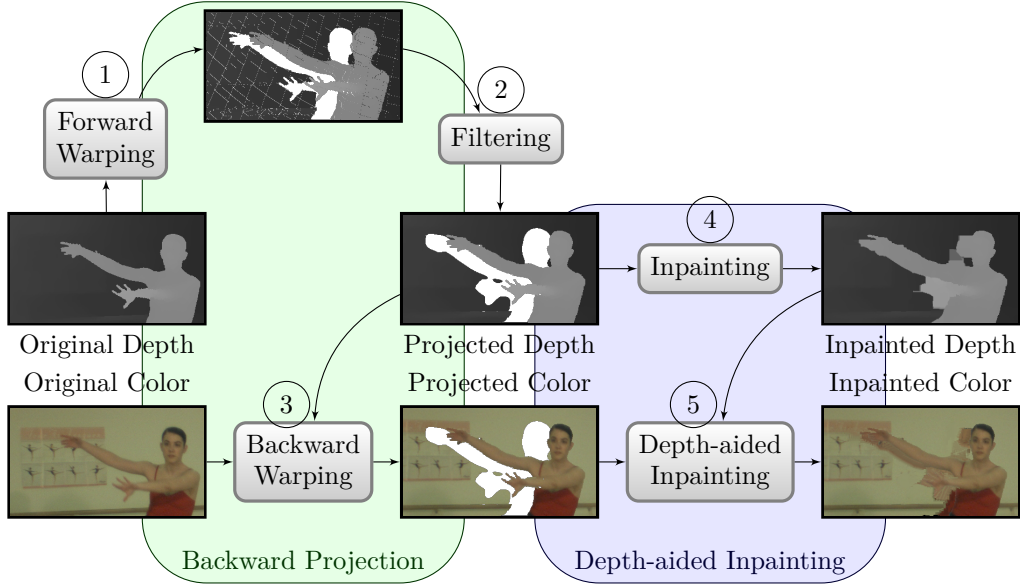 1
Forward
Warping
2
Filtering
4
Inpainting
Original Depth
Projected Depth
Inpainted Depth
Original Color
Projected Color
Inpainted Color
3
Backward
Warping
5
Depth-aided
Inpainting
Backward Projection
Depth-aided Inpainting